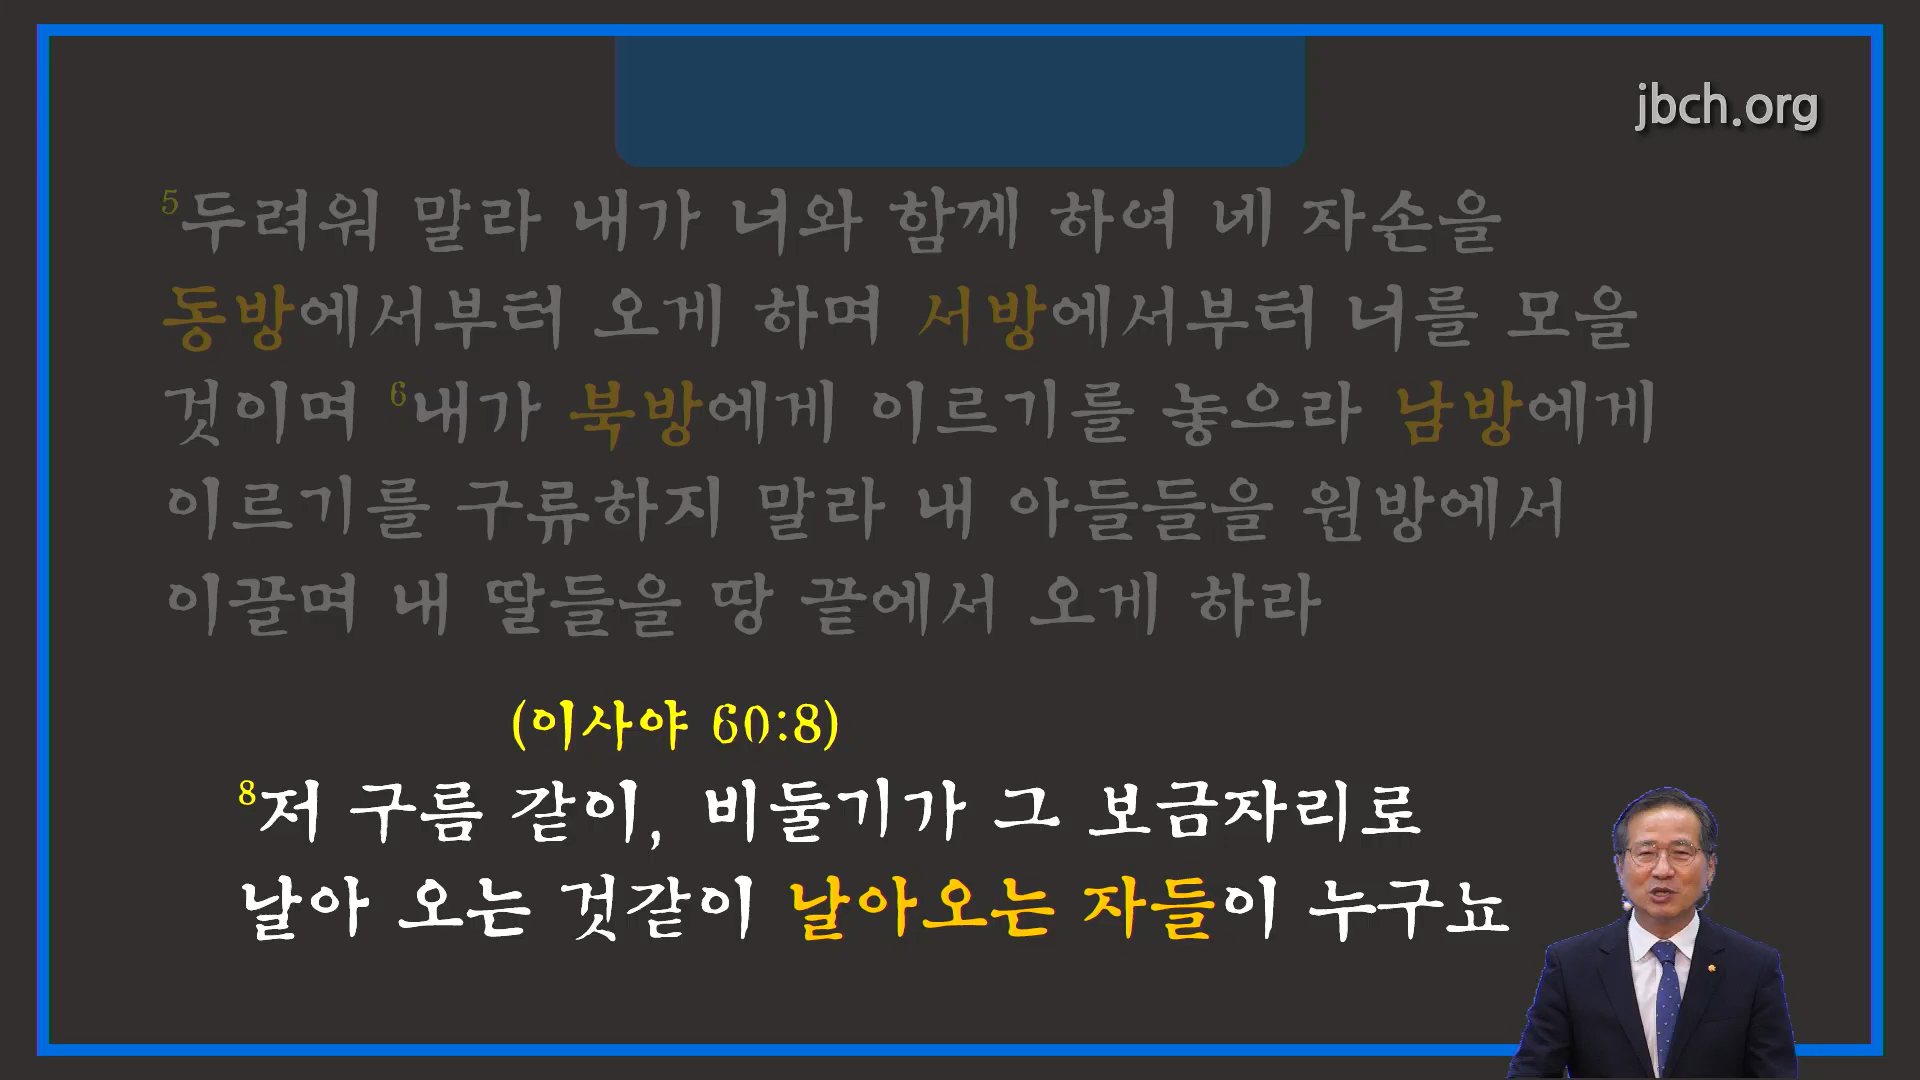 jbch.org
5두려워 말라 내가 너와 함께 하여 네 자손을
동방에서부터 오게 하며 서방에서부터 너를 모을
것이며 6내가 북방에게 이르기를 놓으라 남방에게
이르기를 구류하지 말라 내 아들들을 원방에서
이끌며 내 딸들을 땅 끝에서 오게 하라
(이사야 60:8)
8저 구름 같이, 비둘기가 그 보금자리로
날아 오는 것같이 날아오는 자들이 누구뇨